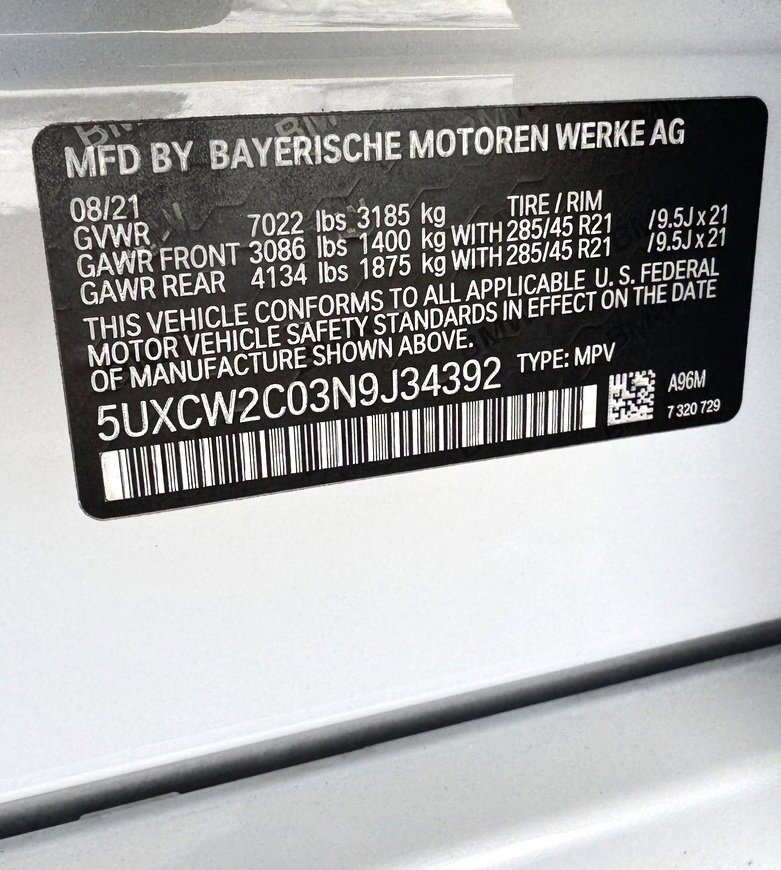 MFD BY BAYERISCHE MOTOREN WERKE AG
08/21 TIRE / RIM
GVWR 7022 lbs 3185 kg
GAWR FRONT 3086 lbs 1400 kg WITH 285/45 R21 /9.5J x 21
GAWR REAR 4134 lbs 1875 kg WITH 285/45 R21 /9.5J x 21
THIS VEHICLE CONFORMS TO ALL APPLICABLE U. S. FEDERAL
MOTOR VEHICLE SAFETY STANDARDS IN EFFECT ON THE DATE
OF MANUFACTURE SHOWN ABOVE.
5UXCW2C03N9J34392 TYPE: MPV
A96M
7 320 729